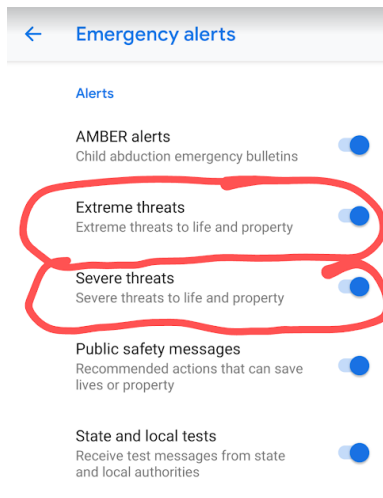 Emergency alerts
Alerts
AMBER alerts
Child abduction emergency bulletins
Extreme threats
Extreme threats to life and property
Severe threats
Severe threats to life and property
Public safety messages
Recommended actions that can save
lives or property
State and local tests
Receive test messages from state
and local authorities